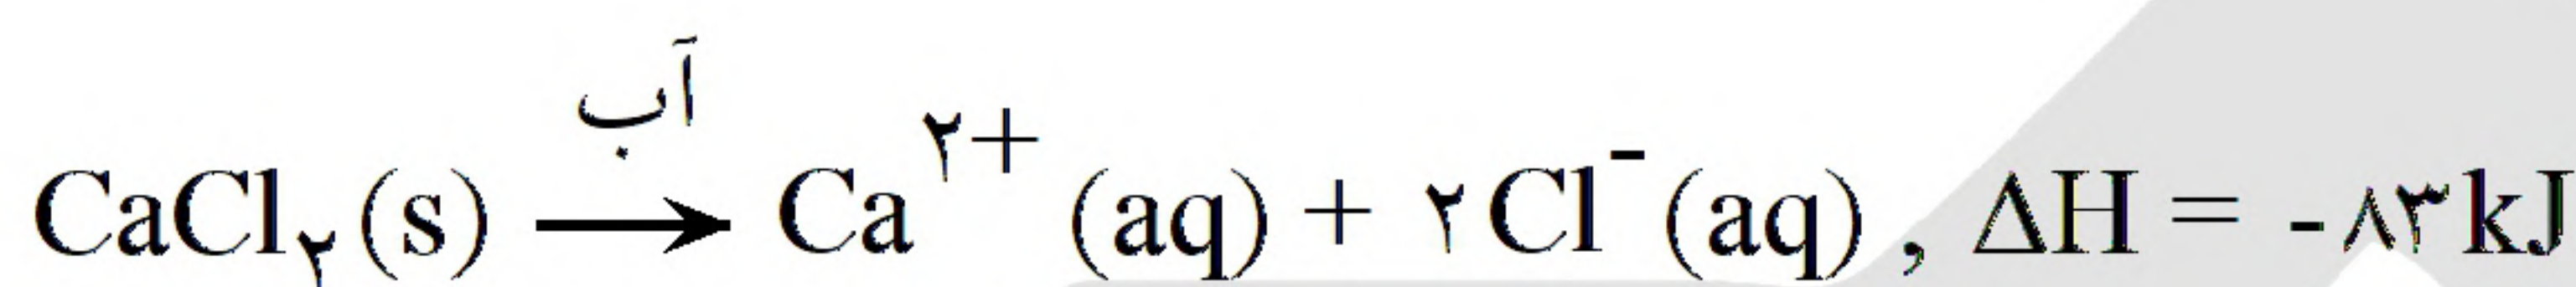 آب
CaCl۲(s) → Ca۲+ (aq) + ۲Cl-(aq) , ΔH = -۸۳kJ